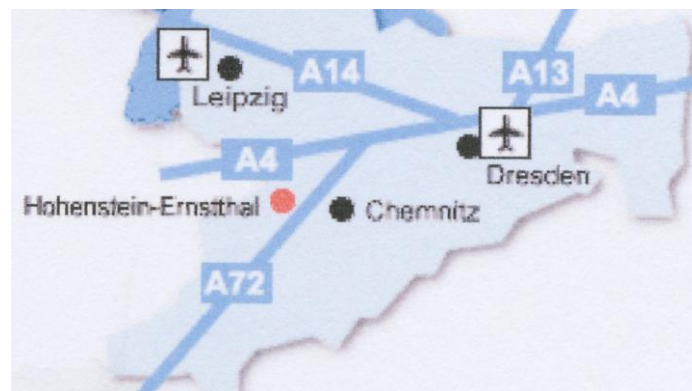 A14
A13
A4
Leipzig
A4
Dresden
Hohenstein-Ernstthal
Chemnitz
A72